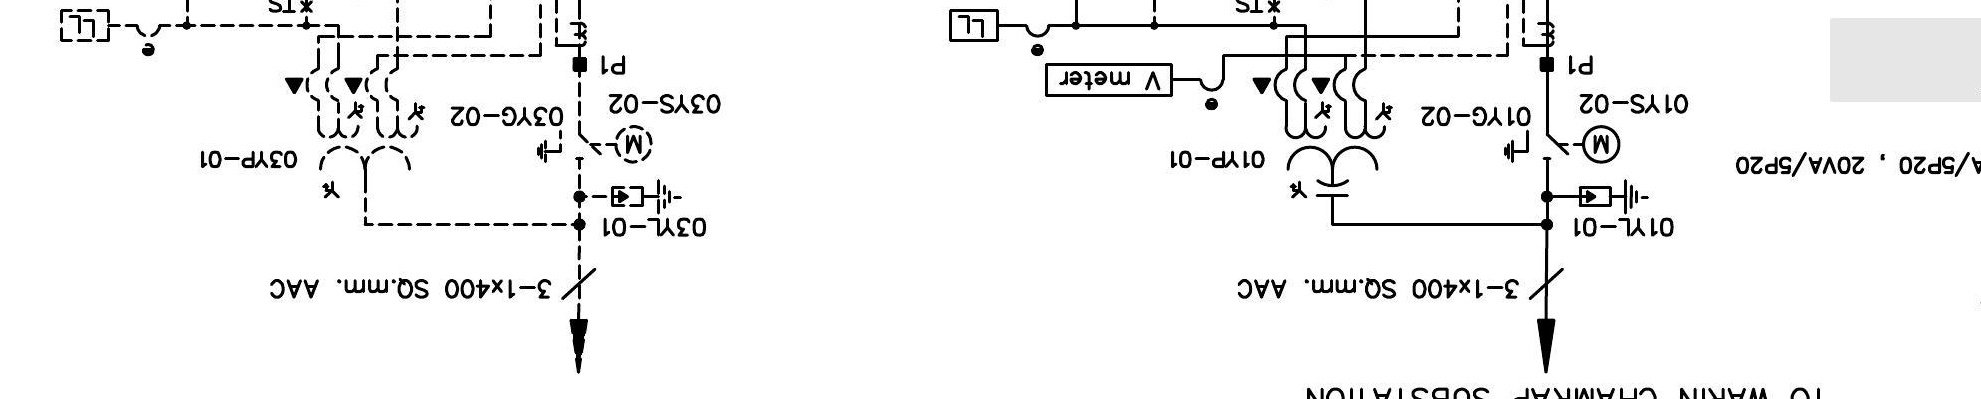 TO WARIN CHAMRAP SUBSTATION
3-1x400 SQ.mm. AAC
3-1x400 SQ.mm. AAC
01YL-01
03YL-01
A/5P20 , 20VA/5P20
01YP-01
03YP-01
M
M
01YG-02
03YG-02
01YS-02
03YS-02
V meter
P1
P1
LL
LL
*TS
*TS